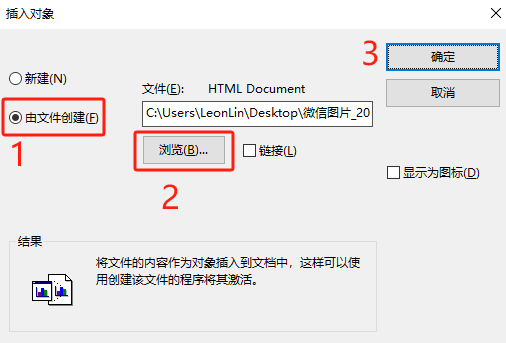 插入对象
3
确定
新建(N)
文件(F):
HTML Document
取消
由文件创建(F)
C:\Users\LeonLin\Desktop\微信图片_20
1
浏览(B)...
链接(L)
2
显示为图标(D)
结果
将文件的内容作为对象插入到文档中，这样可以使
用创建该文件的程序将其激活。